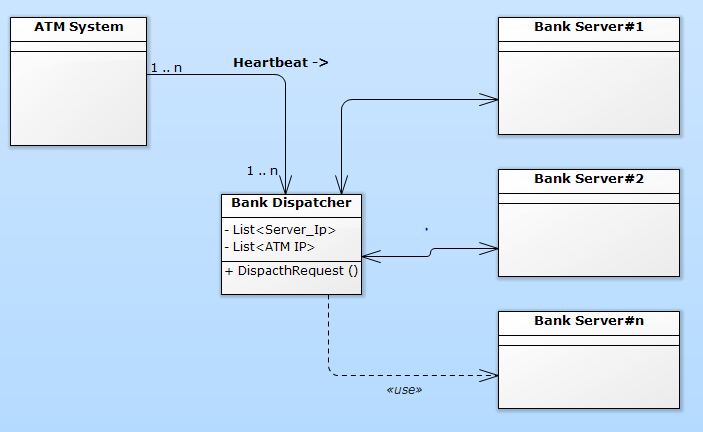 ATM System
1 .. n
Heartbeat ->
1 .. n
Bank Dispatcher
- List<Server_Ip>
- List<ATM IP>
+ DispacthRequest ()
«use»
Bank Server#1
Bank Server#2
Bank Server#n